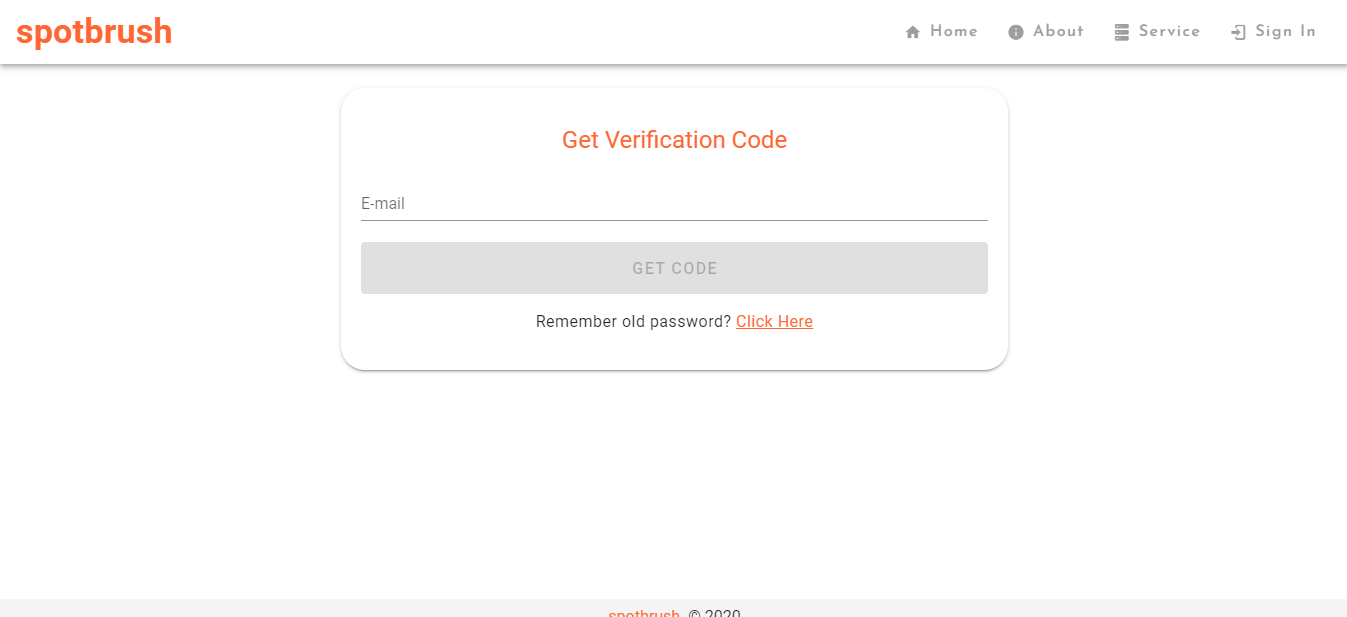 spotbrush
Home About Service Sign In
Get Verification Code
E-mail
GET CODE
Remember old password? Click Here
spotbrush © 2020